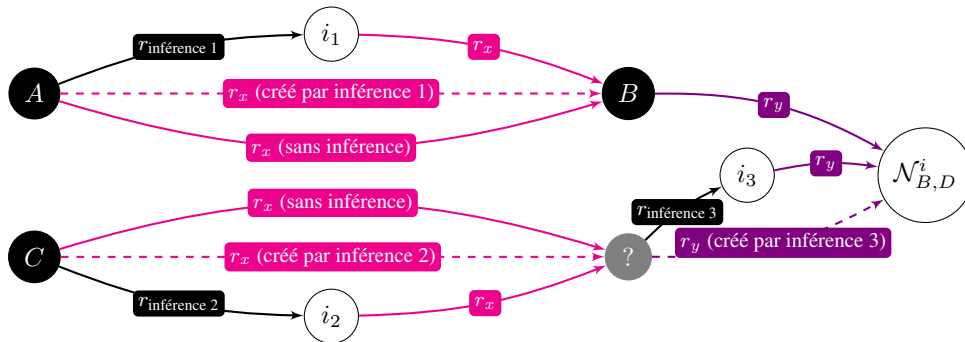 r_inférence 1
i_1
r_x
A
r_x (créé par inférence 1)
B
r_y
r_x (sans inférence)
i_3
r_y
N^i_{B,D}
r_x (sans inférence)
r_inférence 3
C
r_x (créé par inférence 2)
?
r_y (créé par inférence 3)
r_inférence 2
i_2
r_x